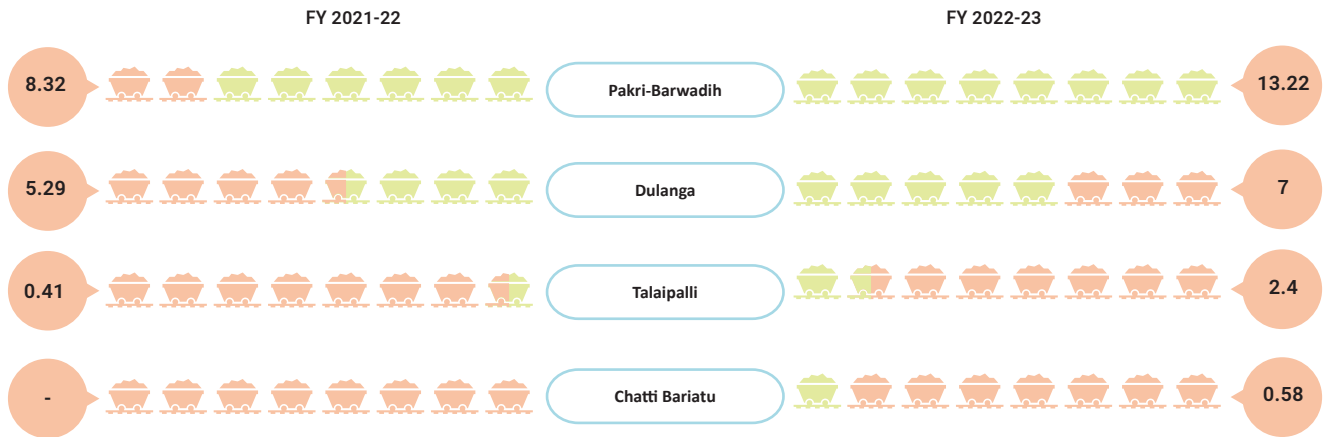 FY 2021-22
FY 2022-23
8.32
Pakri-Barwadih
13.22
5.29
Dulanga
7
0.41
Talaipalli
2.4
-
Chatti Bariatu
0.58